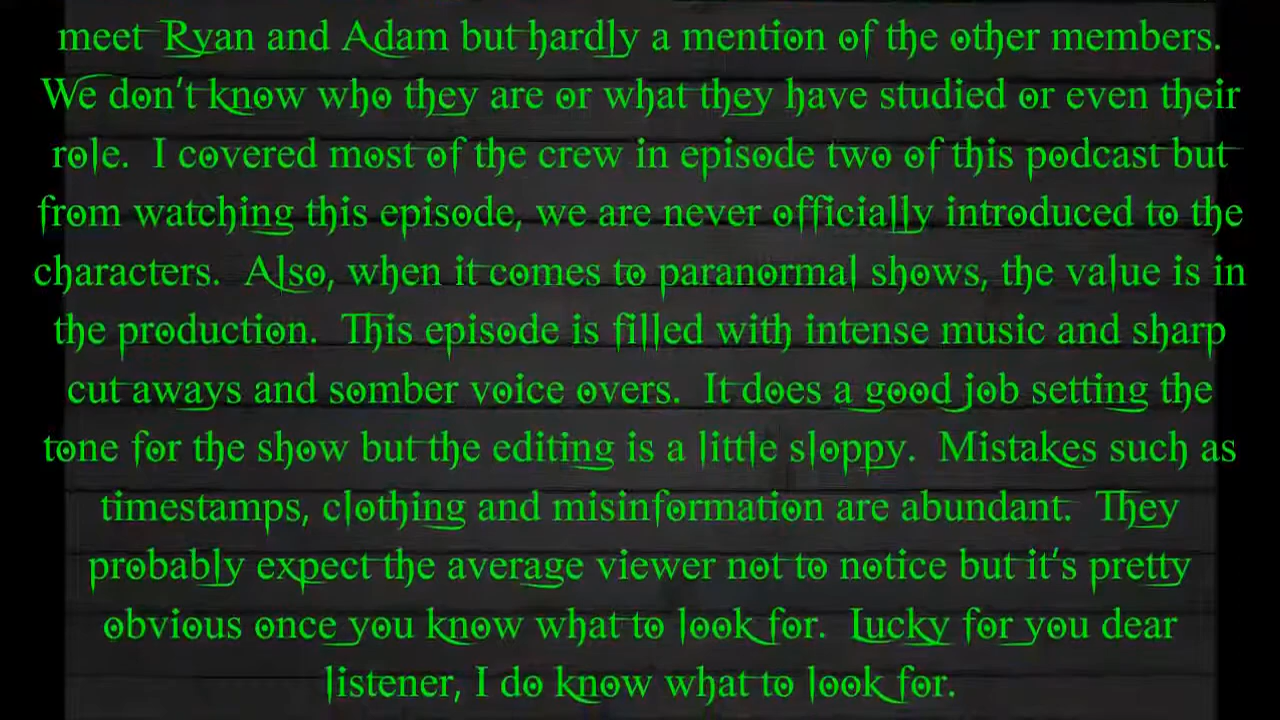 meet Ryan and Adam but hardly a mention of the other members.
We don't know who they are or what they have studied or even their
role.  I covered most of the crew in episode two of this podcast but
from watching this episode, we are never officially introduced to the
characters.  Also, when it comes to paranormal shows, the value is in
the production.  This episode is filled with intense music and sharp
cut aways and somber voice overs.  It does a good job setting the
tone for the show but the editing is a little sloppy.  Mistakes such as
timestamps, clothing and misinformation are abundant.  They
probably expect the average viewer not to notice but it's pretty
obvious once you know what to look for.  Lucky for you dear
listener, I do know what to look for.